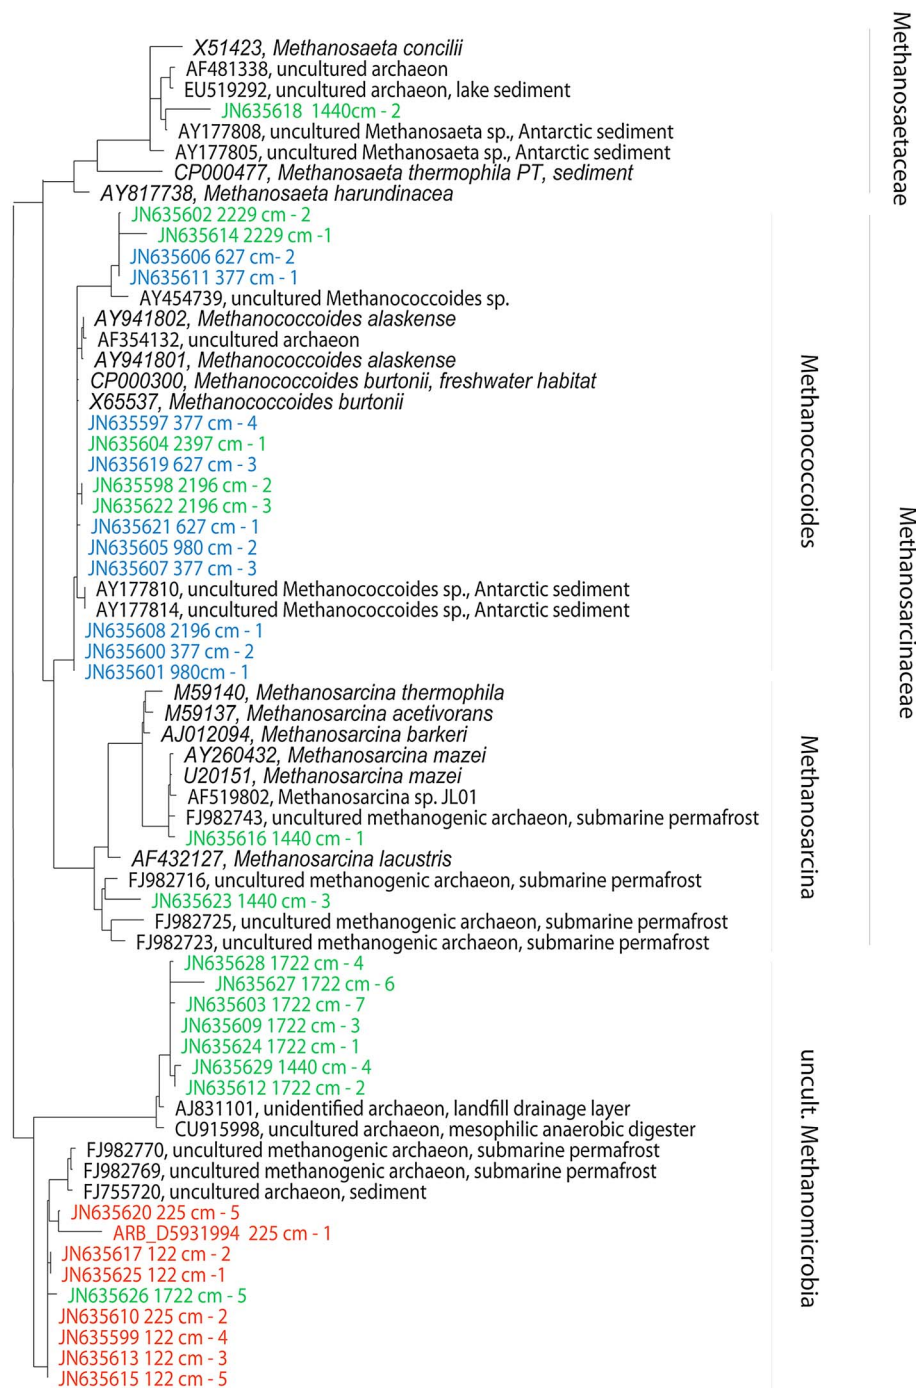 X51423, Methanosaeta concilii
AF481338, uncultured archaeon
EU519292, uncultured archaeon, lake sediment
JN635618 1440cm - 2
AY177808, uncultured Methanosaeta sp., Antarctic sediment
AY177805, uncultured Methanosaeta sp., Antarctic sediment
CP000477, Methanosaeta thermophila PT, sediment
AY817738, Methanosaeta harundinacea
Methanosaetaceae
JN635602 2229 cm - 2
JN635614 2229 cm -1
JN635606 627 cm- 2
JN635611 377 cm - 1
AY454739, uncultured Methanococcoides sp.
AY941802, Methanococcoides alaskense
AF354132, uncultured archaeon
AY941801, Methanococcoides alaskense
CP000300, Methanococcoides burtonii, freshwater habitat
X65537, Methanococcoides burtonii
JN635597 377 cm - 4
JN635604 2397 cm - 1
JN635619 627 cm - 3
JN635598 2196 cm - 2
JN635622 2196 cm - 3
JN635621 627 cm - 1
JN635605 980 cm - 2
JN635607 377 cm - 3
AY177810, uncultured Methanococcoides sp., Antarctic sediment
AY177814, uncultured Methanococcoides sp., Antarctic sediment
JN635608 2196 cm - 1
JN635600 377 cm - 2
JN635601 980cm - 1
Methanococcoides
Methanosarcinaceae
M59140, Methanosarcina thermophila
M59137, Methanosarcina acetivorans
AJ012094, Methanosarcina barkeri
AY260432, Methanosarcina mazei
U20151, Methanosarcina mazei
AF519802, Methanosarcina sp. JL01
FJ982743, uncultured methanogenic archaeon, submarine permafrost
JN635616 1440 cm - 1
AF432127, Methanosarcina lacustris
FJ982716, uncultured methanogenic archaeon, submarine permafrost
JN635623 1440 cm - 3
FJ982725, uncultured methanogenic archaeon, submarine permafrost
FJ982723, uncultured methanogenic archaeon, submarine permafrost
Methanosarcina
JN635628 1722 cm - 4
JN635627 1722 cm - 6
JN635603 1722 cm - 7
JN635609 1722 cm - 3
JN635624 1722 cm - 1
JN635629 1440 cm - 4
JN635612 1722 cm - 2
AJ831101, unidentified archaeon, landfill drainage layer
CU915998, uncultured archaeon, mesophilic anaerobic digester
FJ982770, uncultured methanogenic archaeon, submarine permafrost
FJ982769, uncultured methanogenic archaeon, submarine permafrost
FJ755720, uncultured archaeon, sediment
JN635620 225 cm - 5
ARB_D5931994 225 cm - 1
JN635617 122 cm - 2
JN635625 122 cm -1
JN635626 1722 cm - 5
JN635610 225 cm - 2
JN635599 122 cm - 4
JN635613 122 cm - 3
JN635615 122 cm - 5
uncult. Methanomicrobia